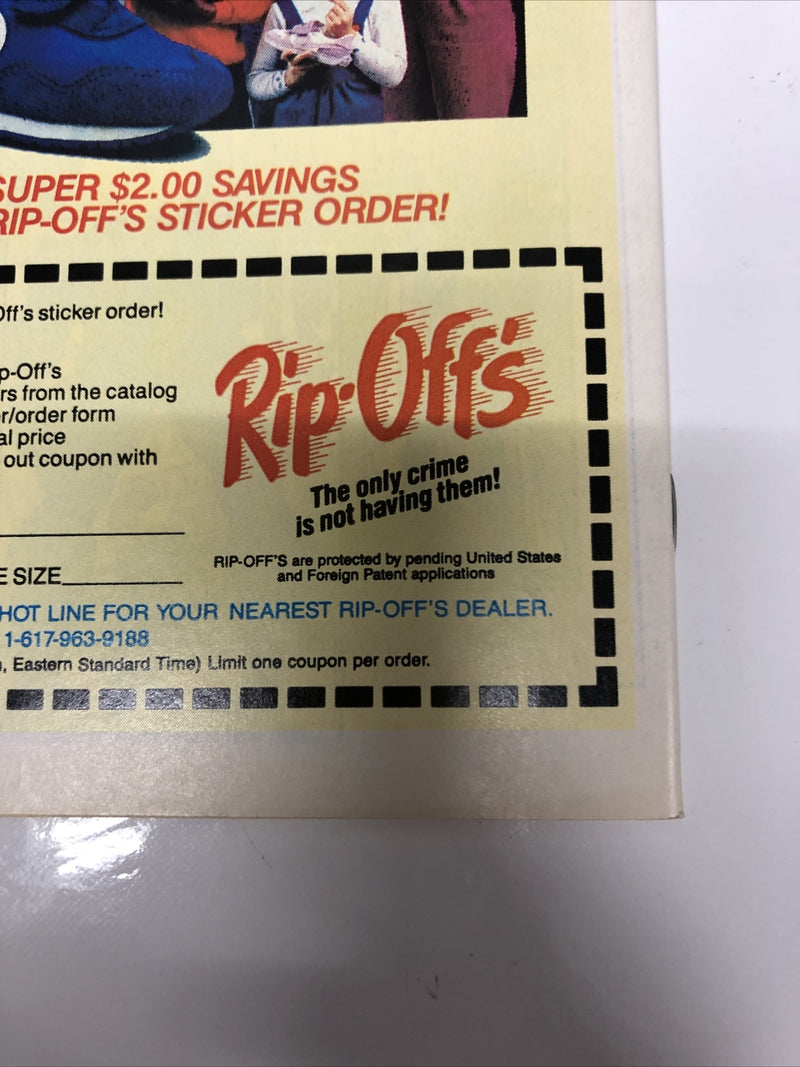 SUPER $2.00 SAVINGS
RIP-OFF'S STICKER ORDER!
Off's sticker order!
p-Off's
rs from the catalog
r/order form
al price
out coupon with
Rip-Off's
The only crime
is not having them!
RIP-OFF'S are protected by pending United States
and Foreign Patent applications
E SIZE
HOT LINE FOR YOUR NEAREST RIP-OFF'S DEALER.
1-617-963-9188
, Eastern Standard Time) Limit one coupon per order.